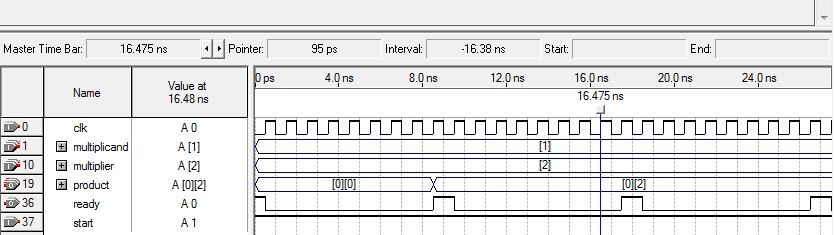 Master Time Bar: 16.475 ns Pointer: 95 ps Interval: -16.38 ns Start: End:
Name Value at 16.48 ns 0 ps 4.0 ns 8.0 ns 12.0 ns 16.0 ns 20.0 ns 24.0 ns
16.475 ns
0 clk A 0
1 multiplicand A [1] [1]
10 multiplier A [2] [2]
19 product A [0][2] [0][0] [0][2]
36 ready A 0
37 start A 1